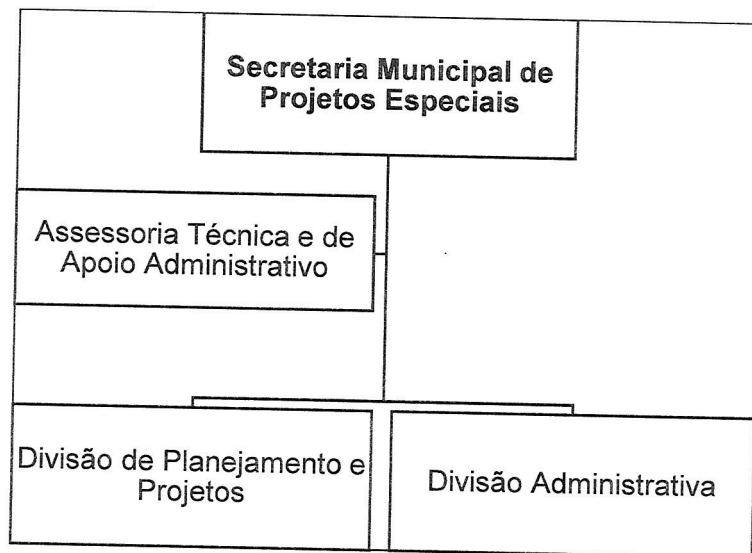 Secretaria Municipal de
Projetos Especiais
Assessoria Técnica e de
Apoio Administrativo
Divisão de Planejamento e
Projetos
Divisão Administrativa